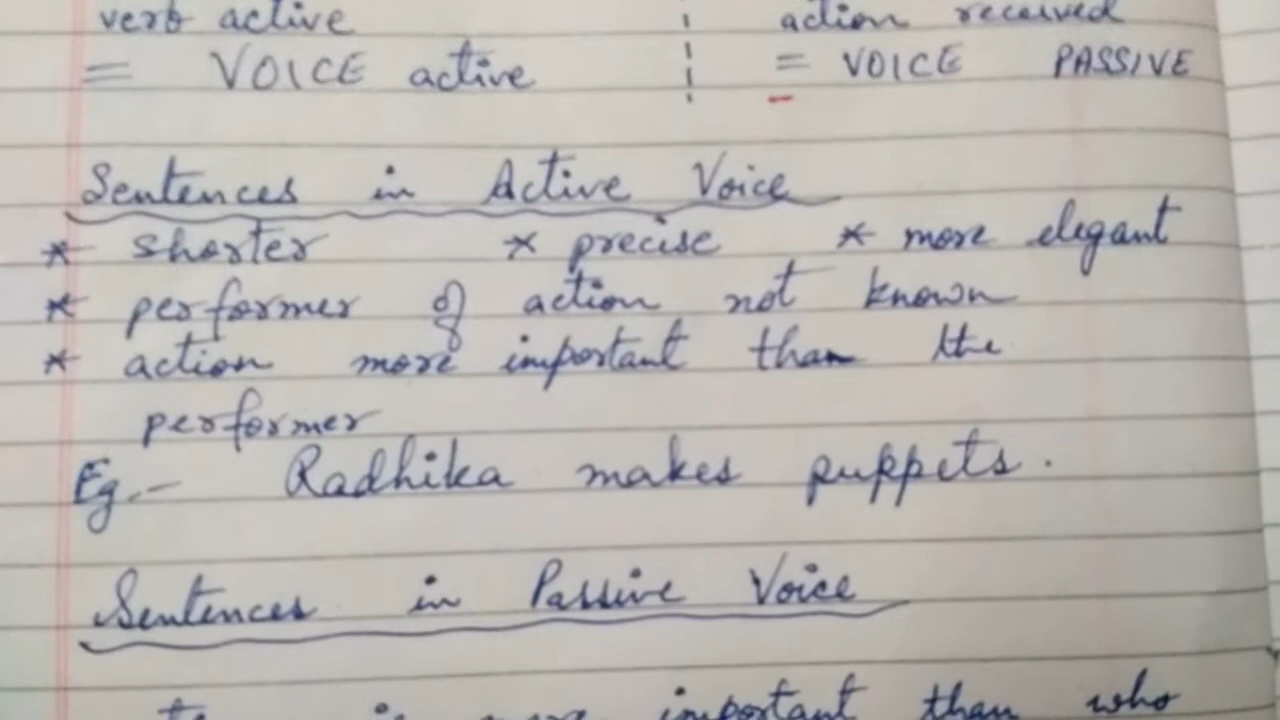 verb active action received
= VOICE active = VOICE PASSIVE
Sentences in Active Voice
* shorter * precise * more elegant
* performer of action not known
* action more important than the
performer
Eg.- Radhika makes puppets.
Sentences in Passive Voice
is more important than who